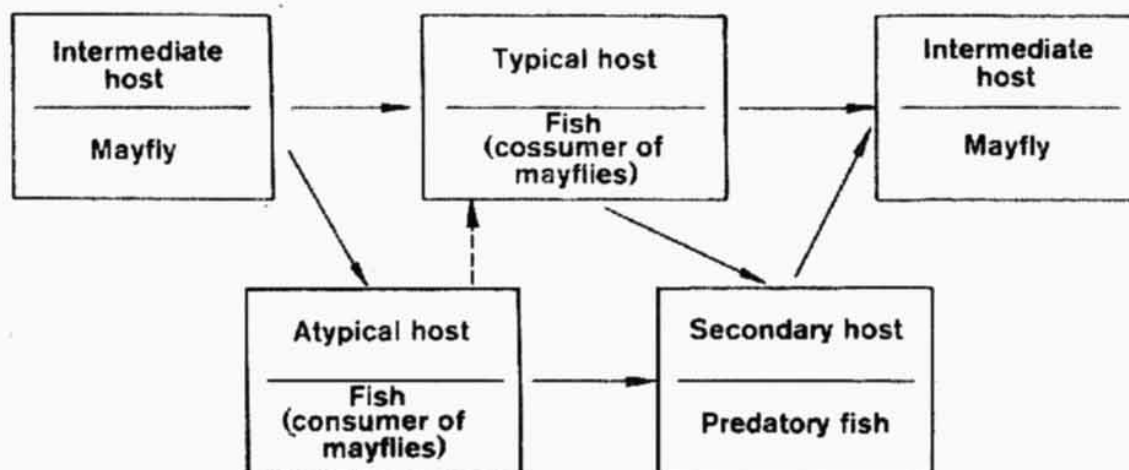 Intermediate
host
Mayfly
Typical host
Fish
(cossumer of
mayflies)
Intermediate
host
Mayfly
Atypical host
Fish
(consumer of
mayflies)
Secondary host
Predatory fish